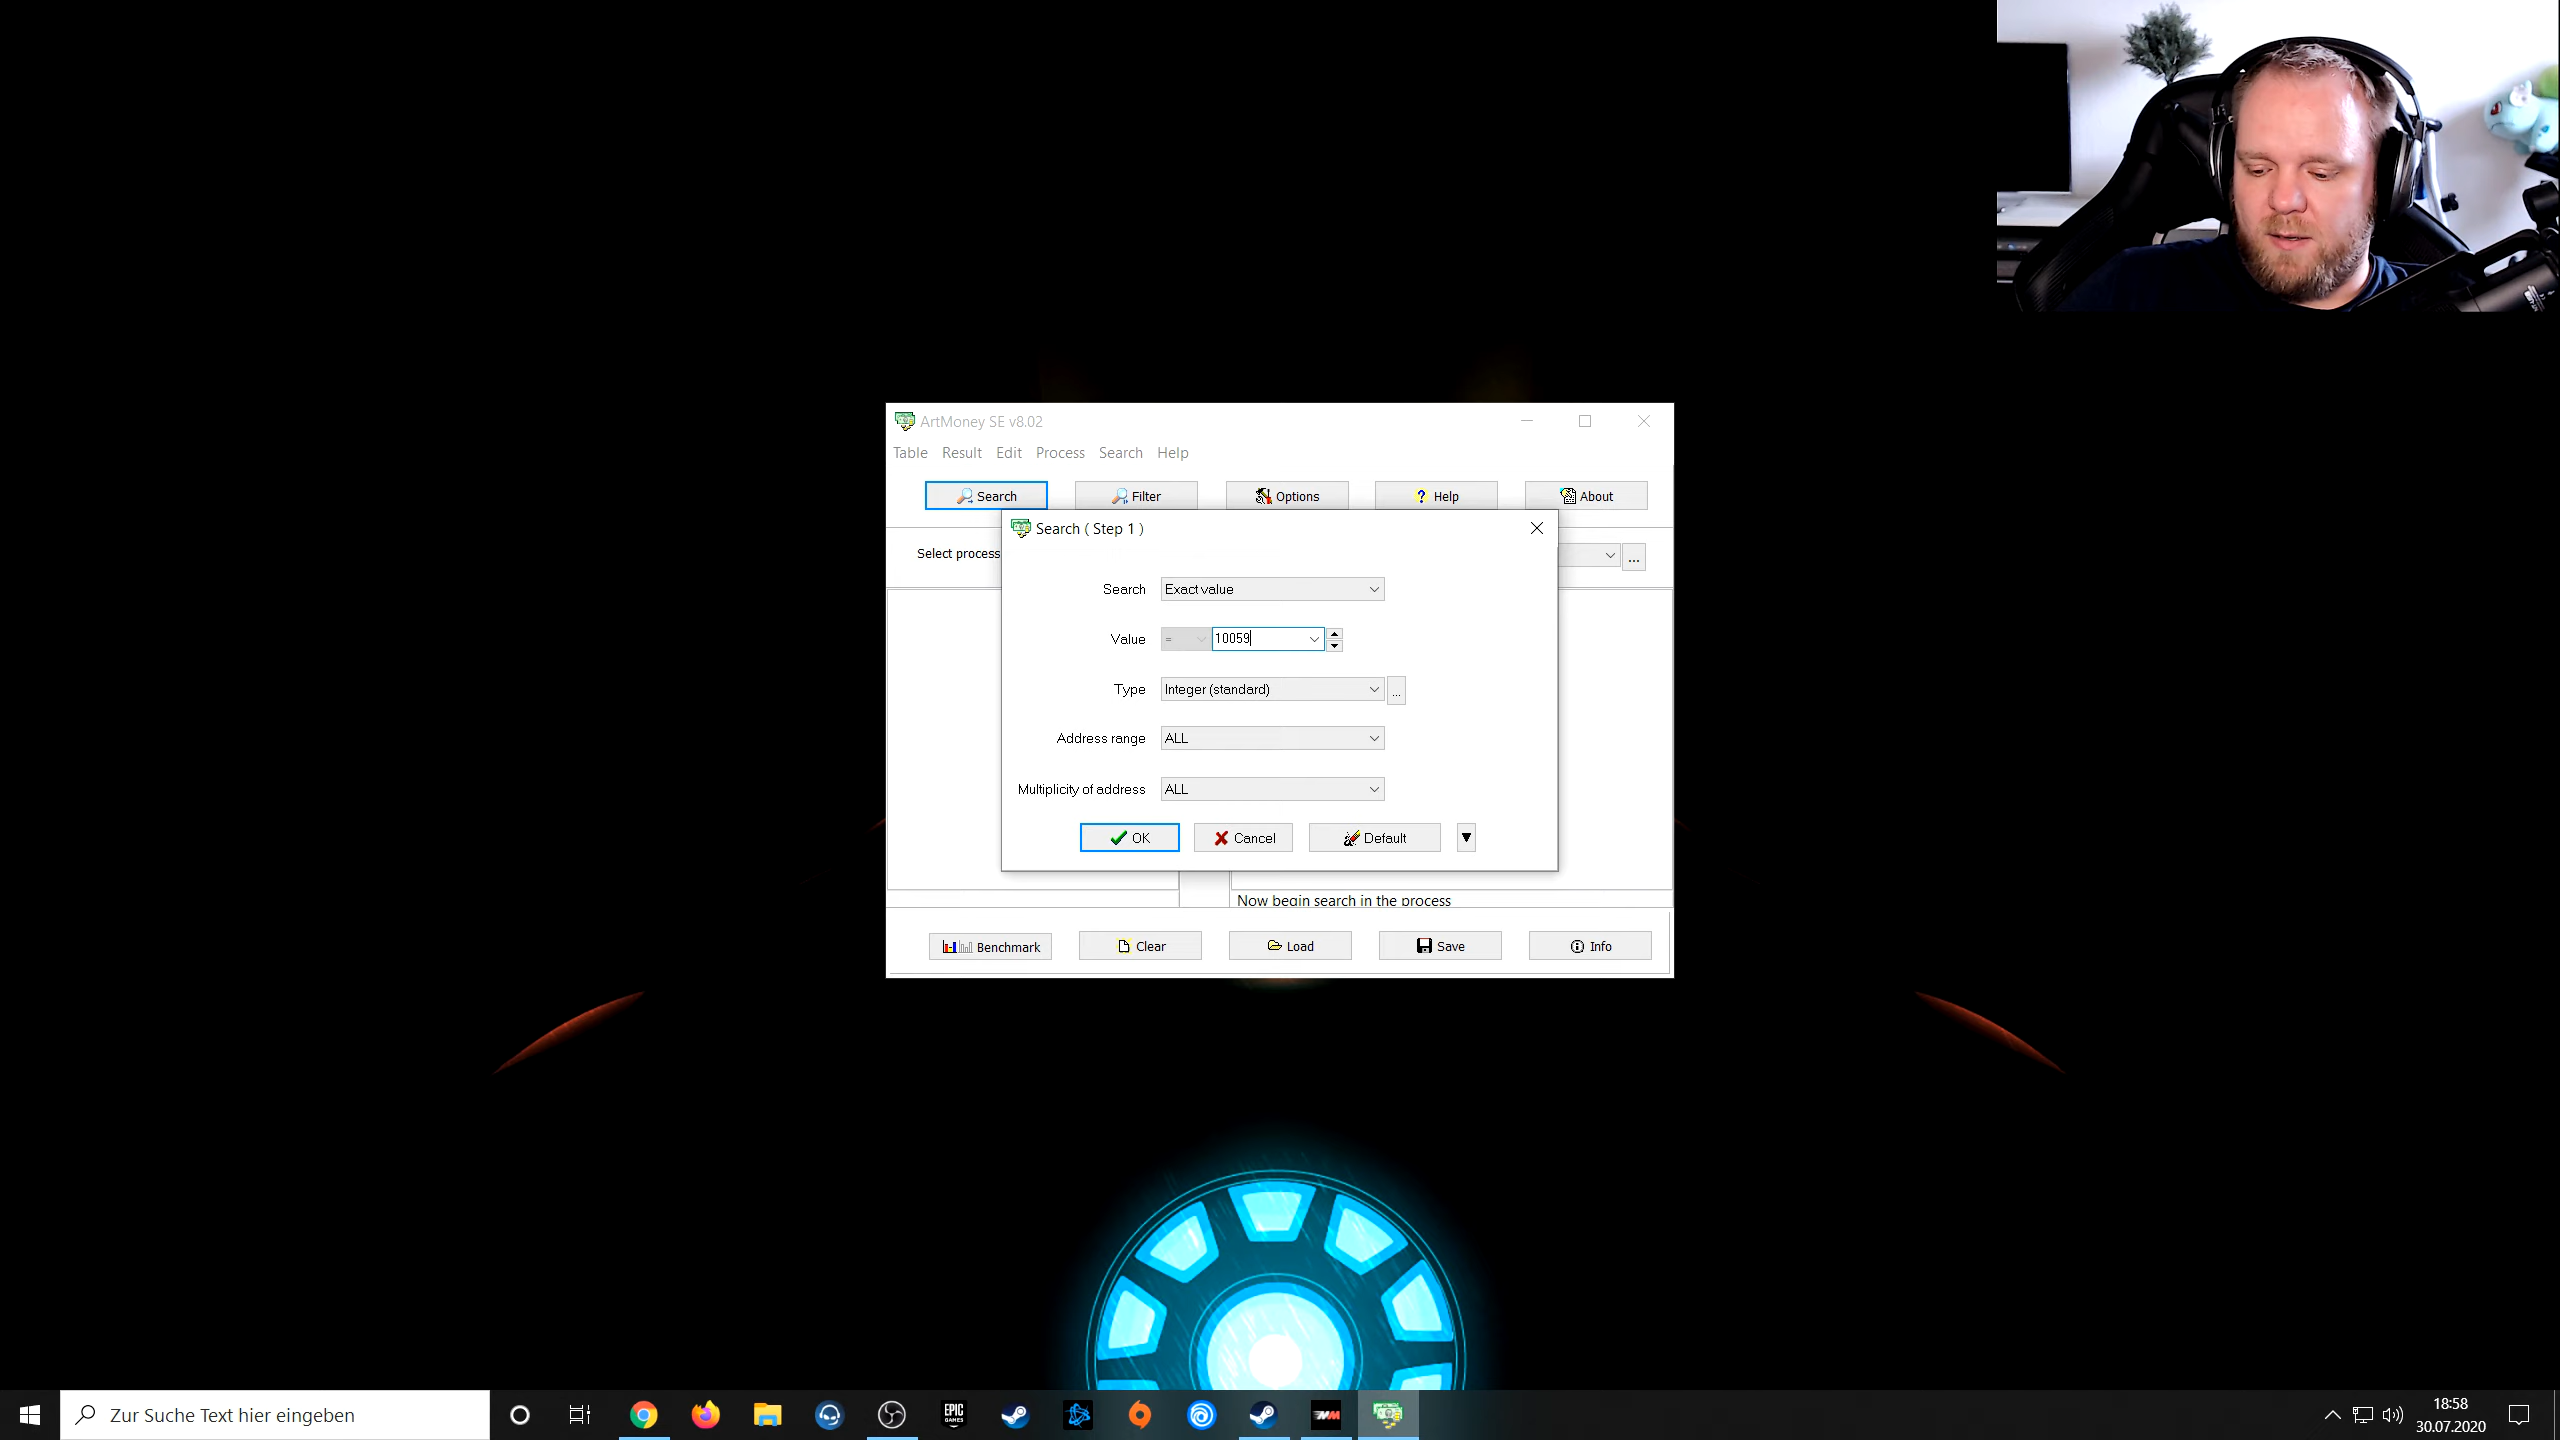 ArtMoney SE v8.02
Table Result Edit Process Search Help
Search Filter Options Help About
Search ( Step 1 )
Select process
...
Search Exact value
Value = 10059
Type Integer (standard) ...
Address range ALL
Multiplicity of address ALL
OK Cancel Default
Now begin search in the process
Benchmark Clear Load Save Info
Zur Suche Text hier eingeben
EPIC
GAMES
18:58
30.07.2020